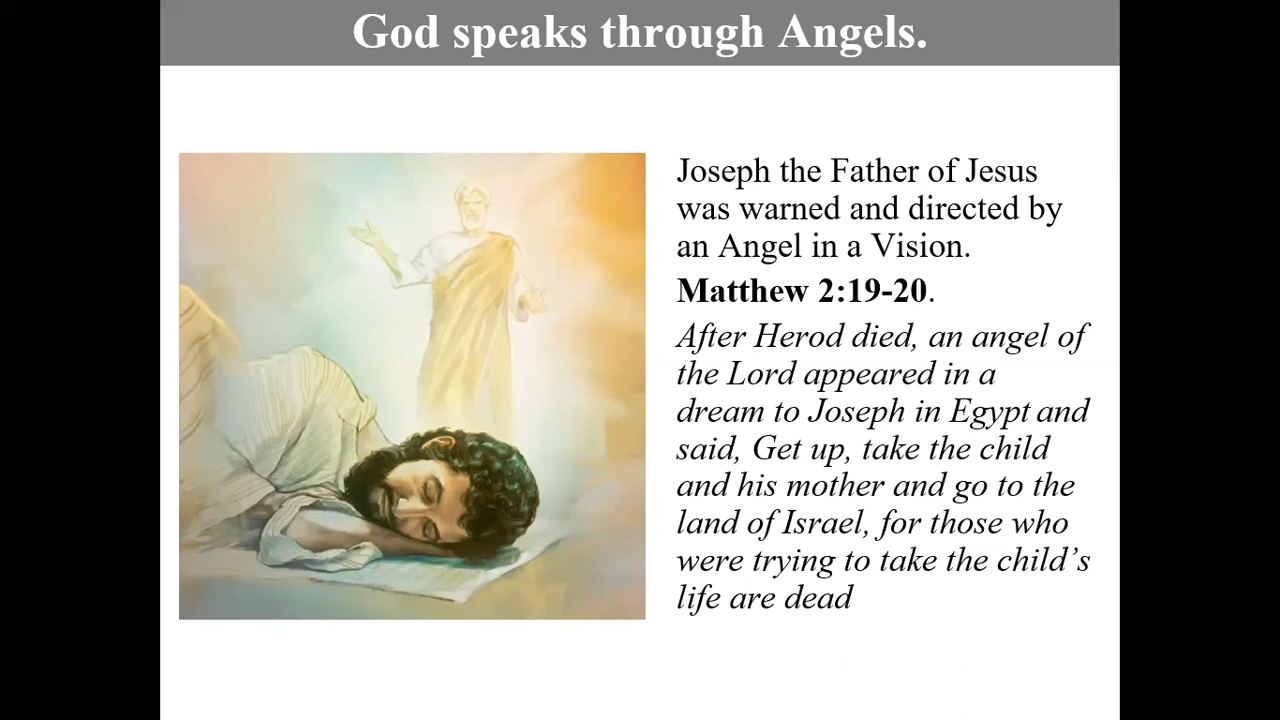 God speaks through Angels.
Joseph the Father of Jesus
was warned and directed by
an Angel in a Vision.
Matthew 2:19-20.
After Herod died, an angel of
the Lord appeared in a
dream to Joseph in Egypt and
said, Get up, take the child
and his mother and go to the
land of Israel, for those who
were trying to take the child’s
life are dead